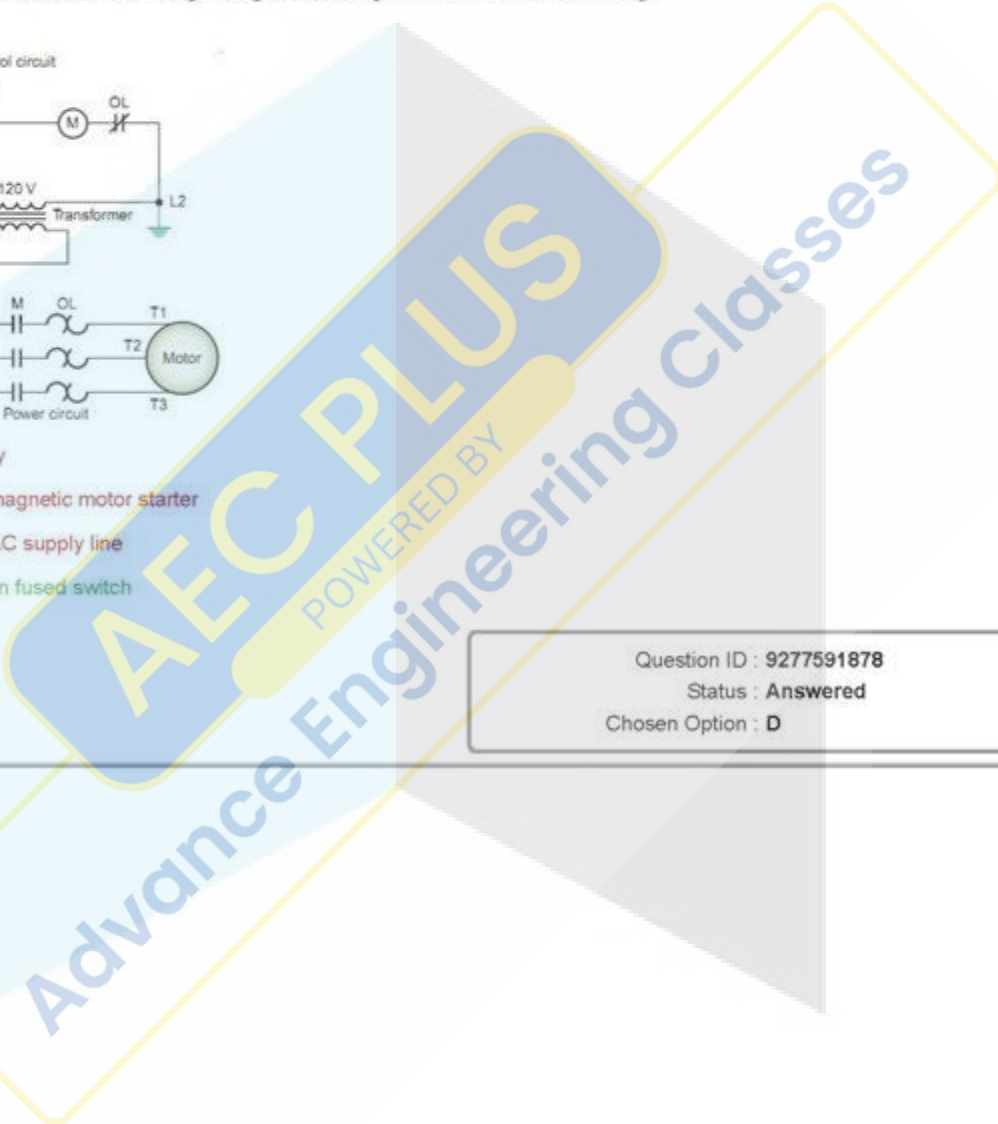 ol circuit
OL
M
120 V
L2
Transformer
M OL
T1
T2
Motor
T3
Power circuit
y
nagnetic motor starter
C supply line
n fused switch
AEC PLUS
POWERED BY
Advance Engineering Classes
Question ID : 9277591878
Status : Answered
Chosen Option : D